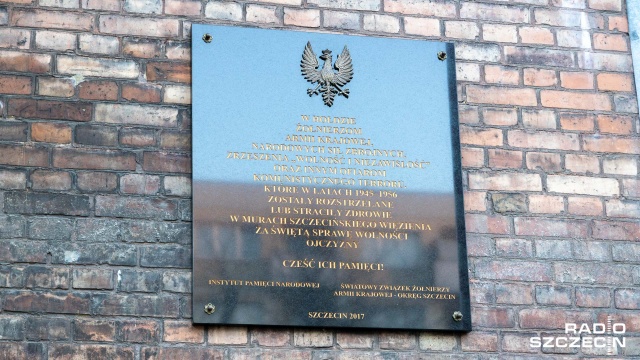 W HOŁDZIE
ŻOŁNIERZOM
ARMII KRAJOWEJ,
NARODOWYCH SIŁ ZBROJNYCH,
ZRZESZENIA „WOLNOŚĆ I NIEZAWISŁOŚĆ”
ORAZ INNYM OFIAROM
KOMUNISTYCZNEGO TERRORU,
KTÓRE W LATACH 1945-1956
ZOSTAŁY ROZSTRZELANE
LUB STRACIŁY ZDROWIE
W MURACH SZCZECIŃSKIEGO WIĘZIENIA
ZA ŚWIĘTĄ SPRAWĘ WOLNOŚCI
OJCZYZNY
CZEŚĆ ICH PAMIĘCI!
INSTYTUT PAMIĘCI NARODOWEJ
ŚWIATOWY ZWIĄZEK ŻOŁNIERZY
ARMII KRAJOWEJ - OKRĘG SZCZECIN
SZCZECIN 2017
RADIO
SZCZECIN